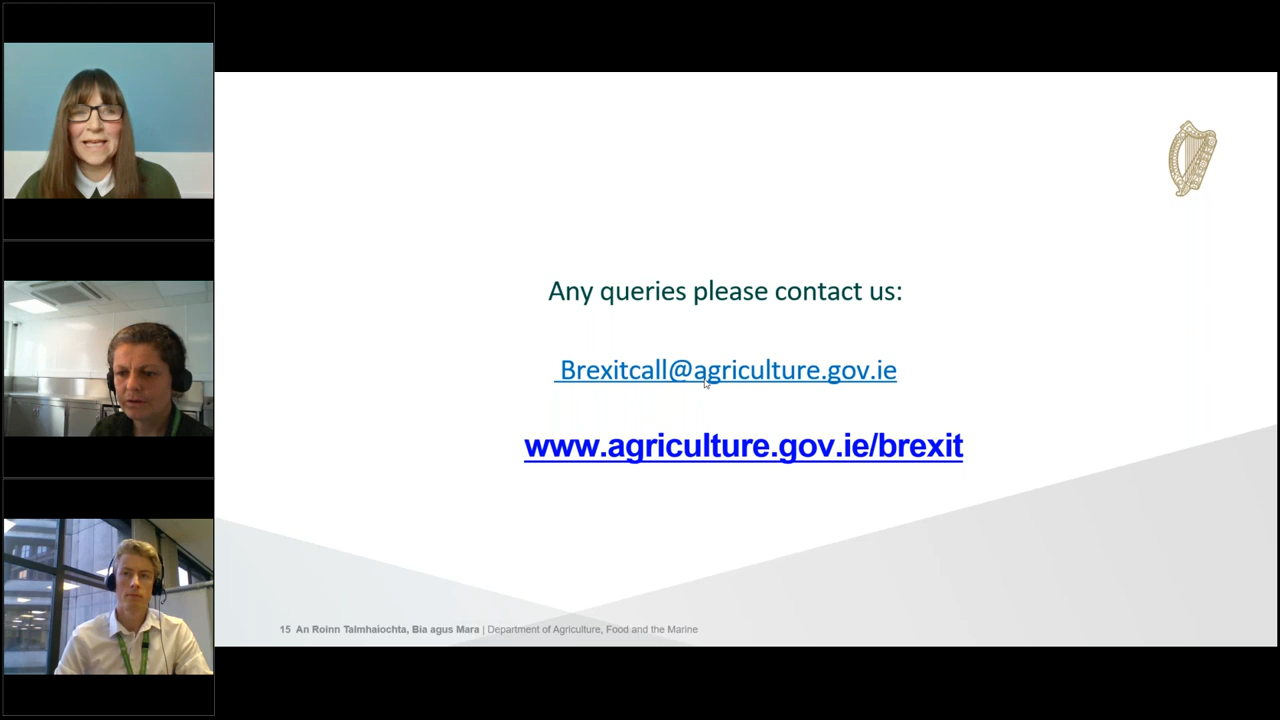 Any queries please contact us:
Brexitcall@agriculture.gov.ie
www.agriculture.gov.ie/brexit
15 An Roinn Talmhaíochta, Bia agus Mara | Department of Agriculture, Food and the Marine